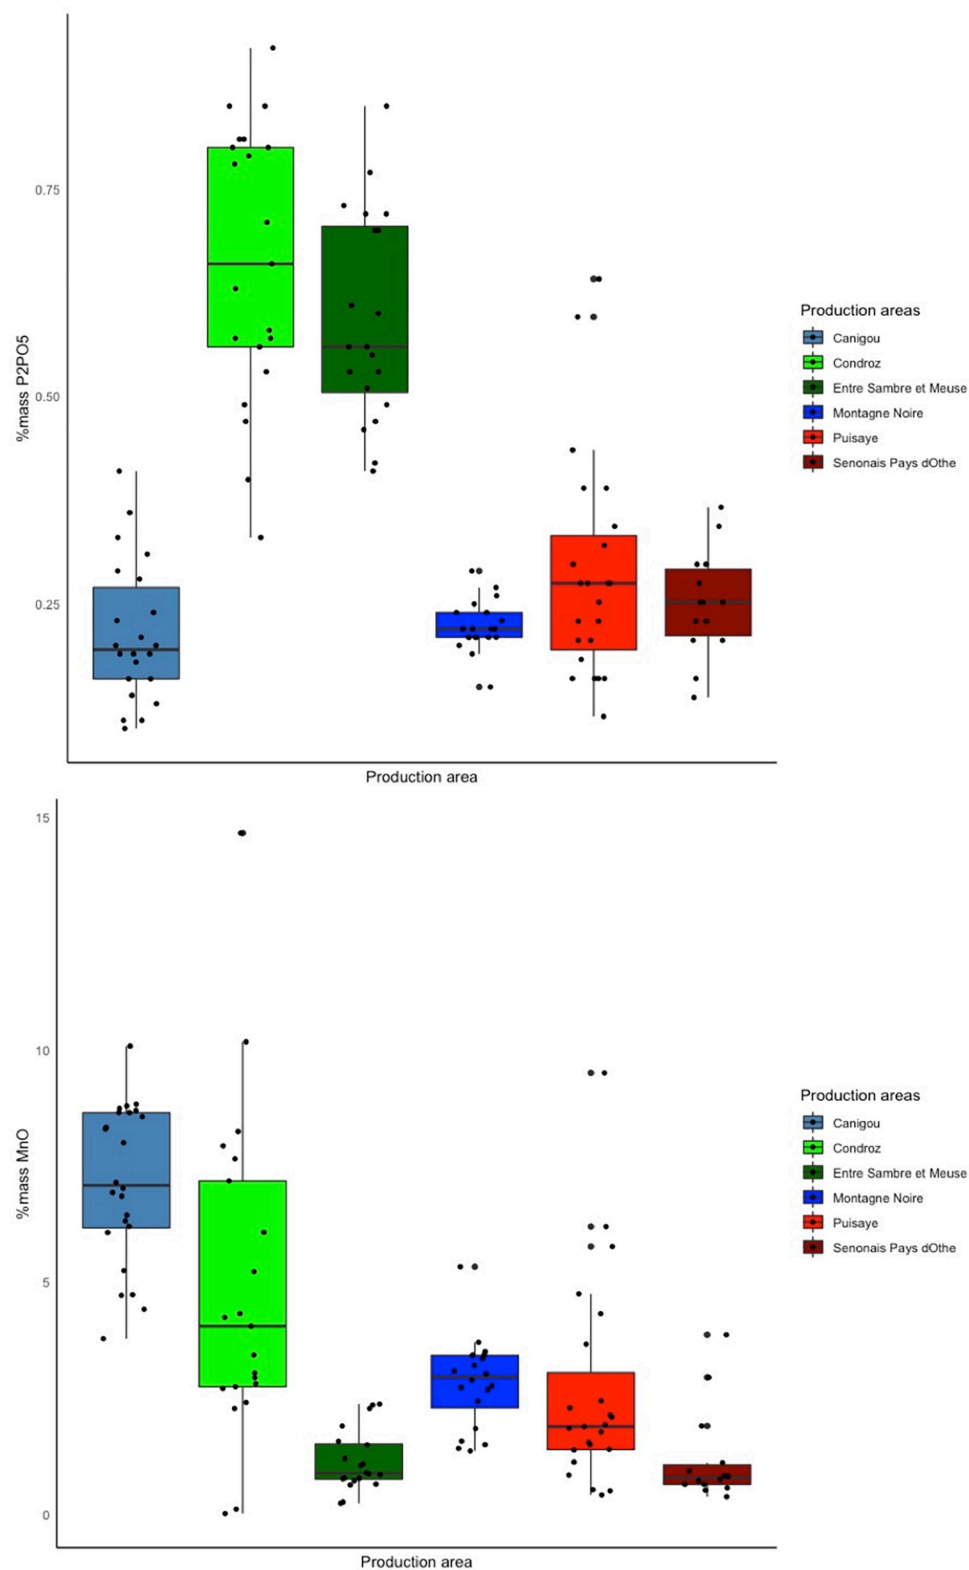 %mass P2PO5
0.75
0.50
0.25
Production area
Production areas
Canigou
Condroz
Entre Sambre et Meuse
Montagne Noire
Puisaye
Senonais Pays dOthe
%mass MnO
15
10
5
0
Production area
Production areas
Canigou
Condroz
Entre Sambre et Meuse
Montagne Noire
Puisaye
Senonais Pays dOthe